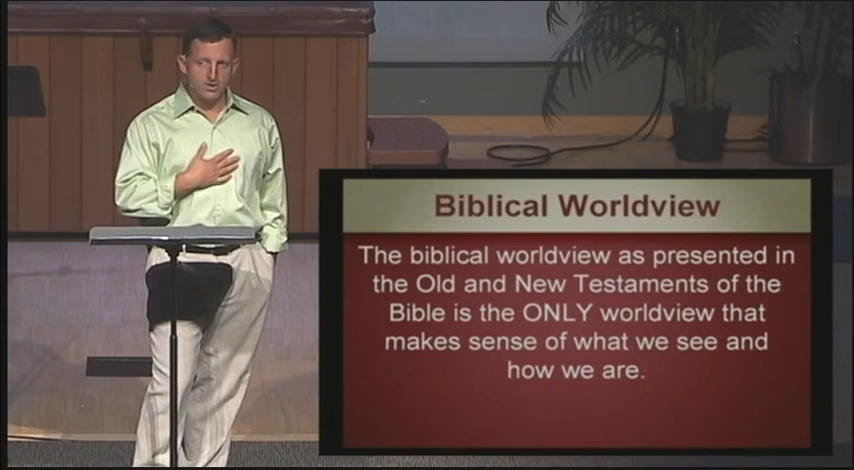 Biblical Worldview
The biblical worldview as presented in
the Old and New Testaments of the
Bible is the ONLY worldview that
makes sense of what we see and
how we are.